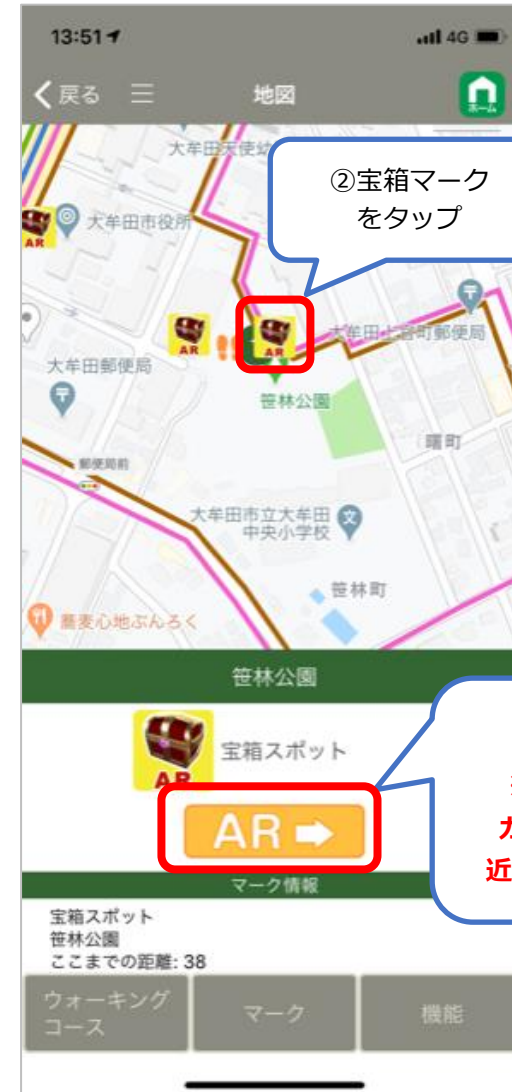 13:51
4G
戻る
地図
ホーム
大牟田天使幼
②宝箱マーク
をタップ
大牟田市役所
AR
AR
AR
大牟田上官町郵便局
大牟田郵便局
笹林公園
曙町
郵便局前
大牟田市立大牟田
中央小学校
文
笹林町
蕎麦心地ぶんろく
笹林公園
宝箱スポット
AR
AR
近
マーク情報
宝箱スポット
笹林公園
ここまでの距離: 38
ウォーキング
コース
マーク
機能